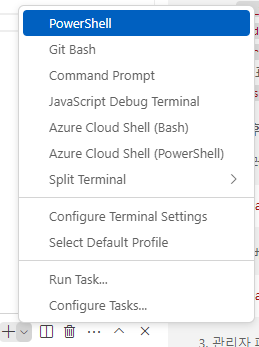 PowerShell
Git Bash
Command Prompt
JavaScript Debug Terminal
Azure Cloud Shell (Bash)
Azure Cloud Shell (PowerShell)
Split Terminal
Configure Terminal Settings
Select Default Profile
Run Task...
Configure Tasks...
3. 관리자